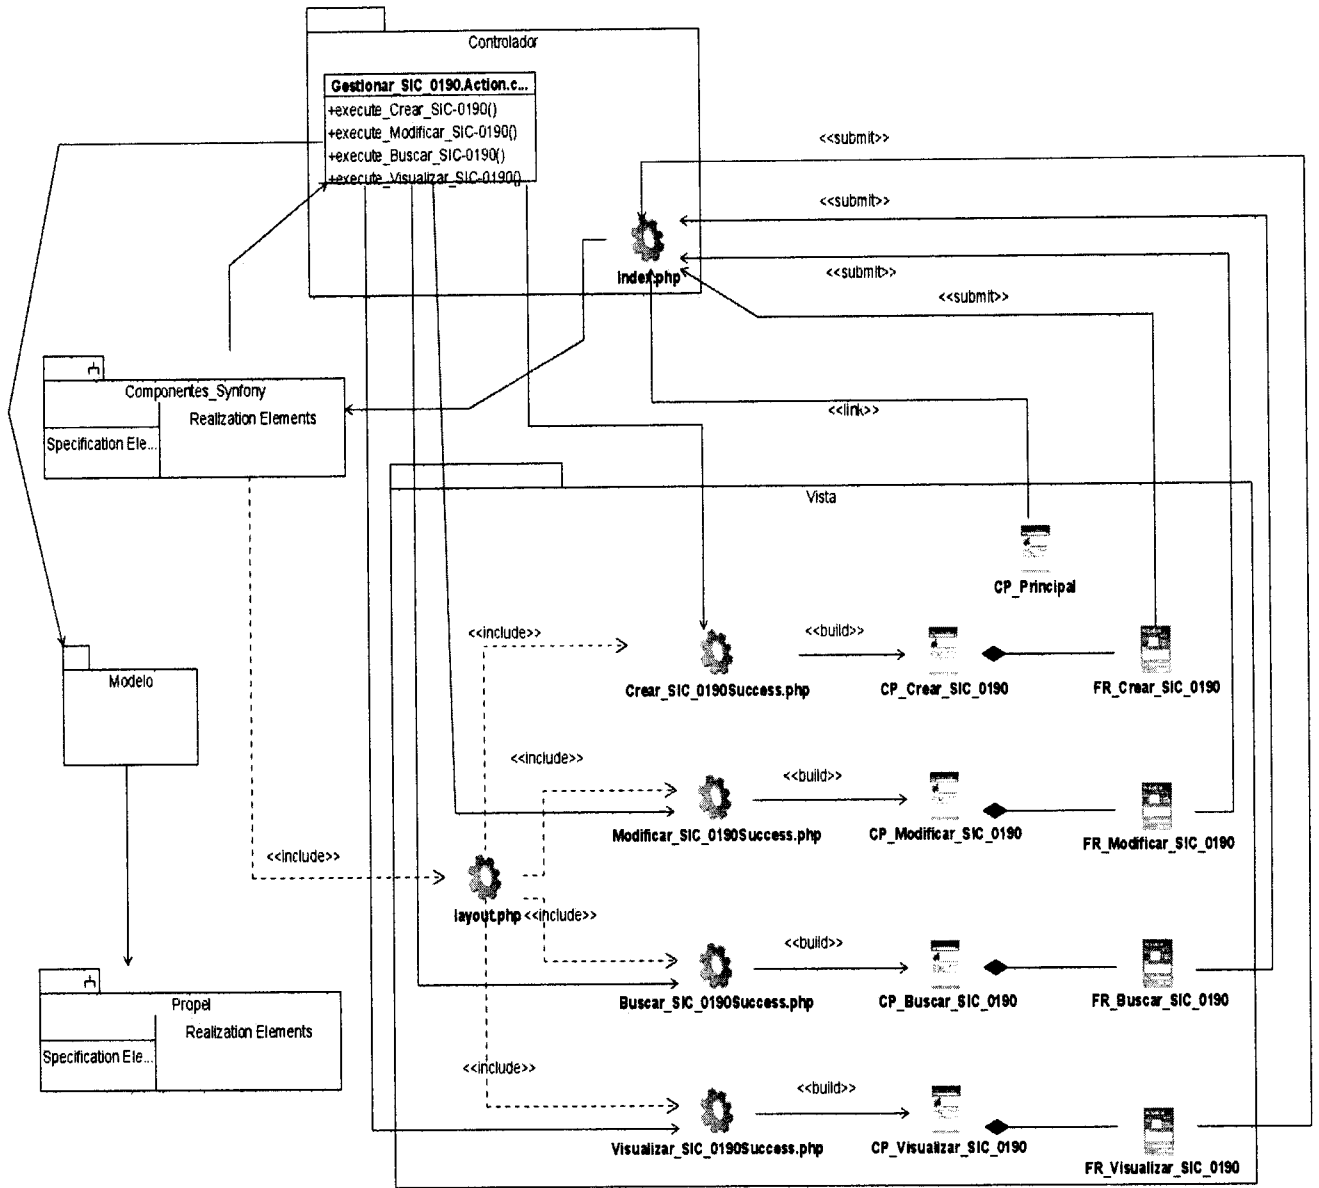 Controlador
Gestionar_SIC_0190.Action.c...
+execute_Crear_SIC-0190()
+execute_Modificar_SIC-0190()
+execute_Buscar_SIC-0190()
+execute_Visualizar_SIC-0190()
<<submit>>
<<submit>>
index.php
<<submit>>
<<submit>>
Componentes_Synfony
Realization Elements
Specification Ele...
<<link>>
Vista
CP_Principal
<<include>>
<<build>>
Crear_SIC_0190Success.php
CP_Crear_SIC_0190
FR_Crear_SIC_0190
Modelo
<<include>>
<<build>>
Modificar_SIC_0190Success.php
CP_Modificar_SIC_0190
FR_Modificar_SIC_0190
<<include>>
layout.php
<<include>>
<<build>>
Buscar_SIC_0190Success.php
CP_Buscar_SIC_0190
FR_Buscar_SIC_0190
Propel
Realization Elements
Specification Ele...
<<include>>
<<build>>
Visualizar_SIC_0190Success.php
CP_Visualizar_SIC_0190
FR_Visualizar_SIC_0190